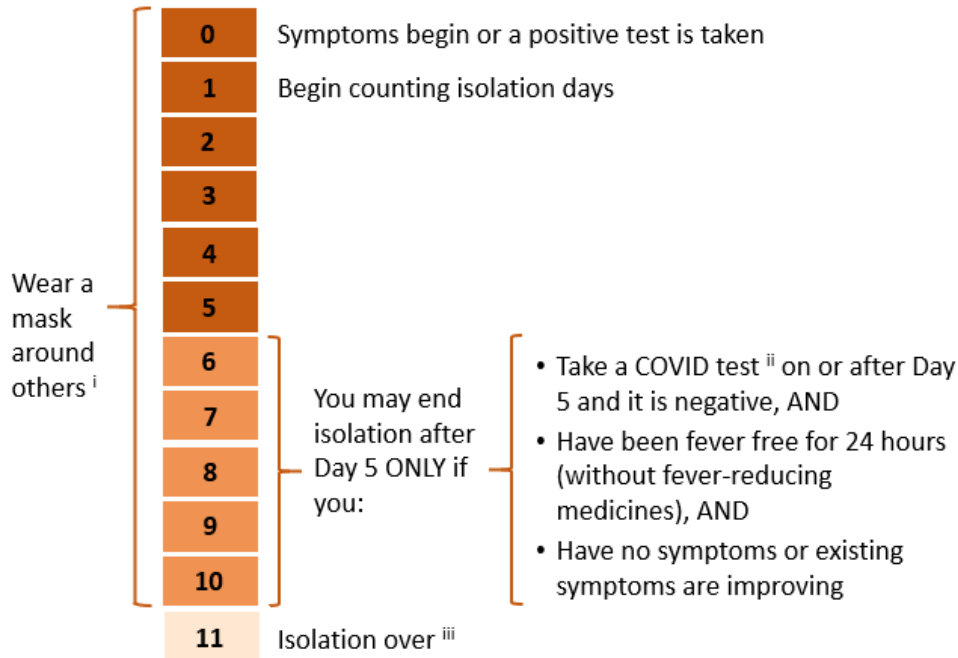 0 Symptoms begin or a positive test is taken
1 Begin counting isolation days
2
3
4
5
6
7
8
9
10
11 Isolation over iii
Wear a
mask
around
others i
You may end
isolation after
Day 5 ONLY if
you:
• Take a COVID test ii on or after Day
5 and it is negative, AND
• Have been fever free for 24 hours
(without fever-reducing
medicines), AND
• Have no symptoms or existing
symptoms are improving